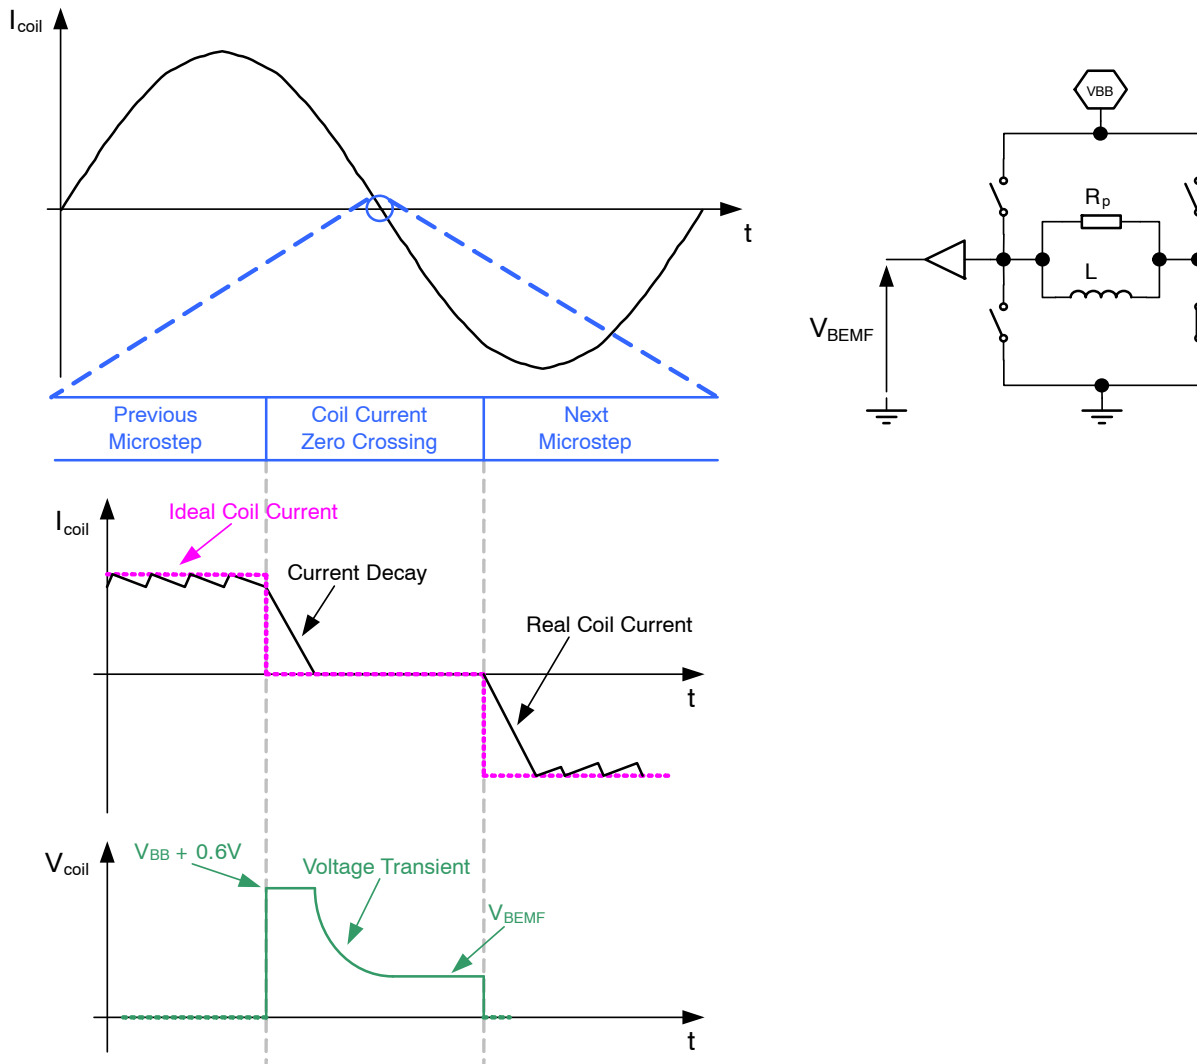 Icoil
t
VBB
Rp
L
VBEMF
Previous
Microstep
Coil Current
Zero Crossing
Next
Microstep
Icoil
Ideal Coil Current
Current Decay
Real Coil Current
t
Vcoil
VBB + 0.6V
Voltage Transient
VBEMF
t